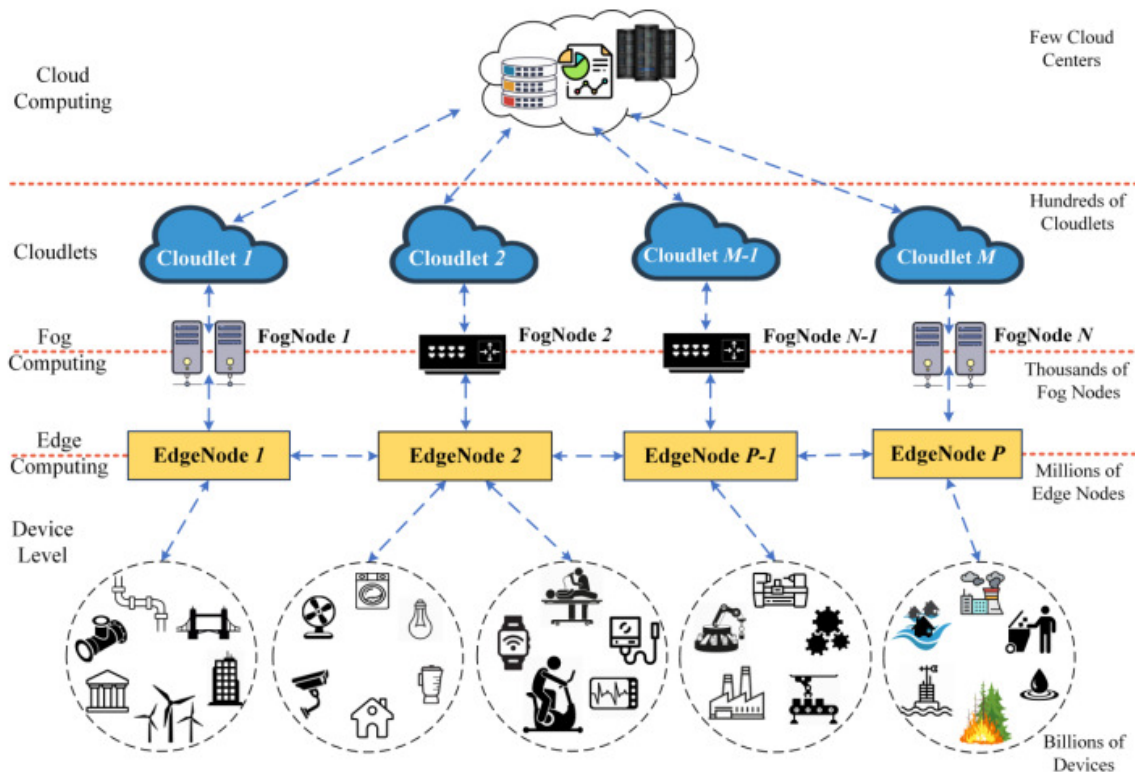 Cloud
Computing
Few Cloud
Centers
Hundreds of
Cloudlets
Cloudlets
Cloudlet 1
Cloudlet 2
Cloudlet M-1
Cloudlet M
Fog
Computing
FogNode 1
FogNode 2
FogNode N-1
FogNode N
Thousands of
Fog Nodes
Edge
Computing
EdgeNode 1
EdgeNode 2
EdgeNode P-1
EdgeNode P
Millions of
Edge Nodes
Device
Level
Billions of
Devices